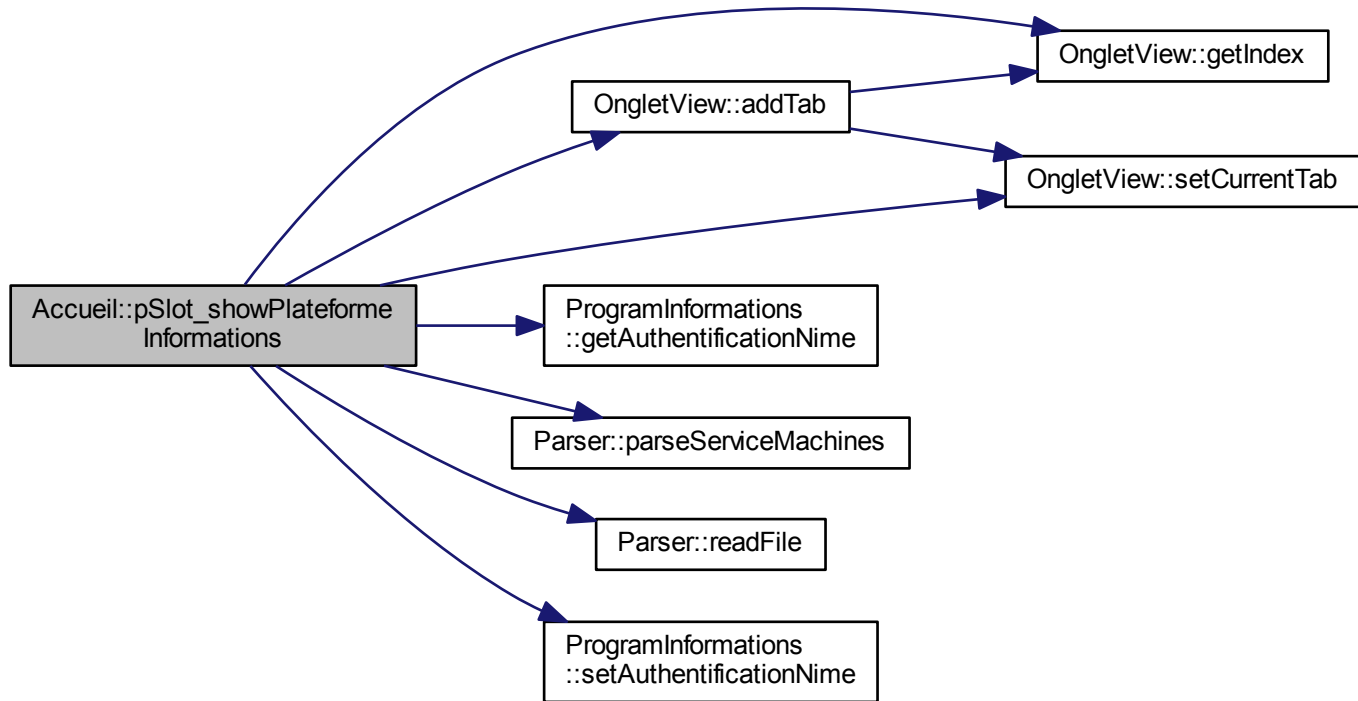 OngletView::getIndex
OngletView::addTab
OngletView::setCurrentTab
Accueil::pSlot_showPlateforme
Informations
ProgramInformations
::getAuthentificationNime
Parser::parseServiceMachines
Parser::readFile
ProgramInformations
::setAuthentificationNime